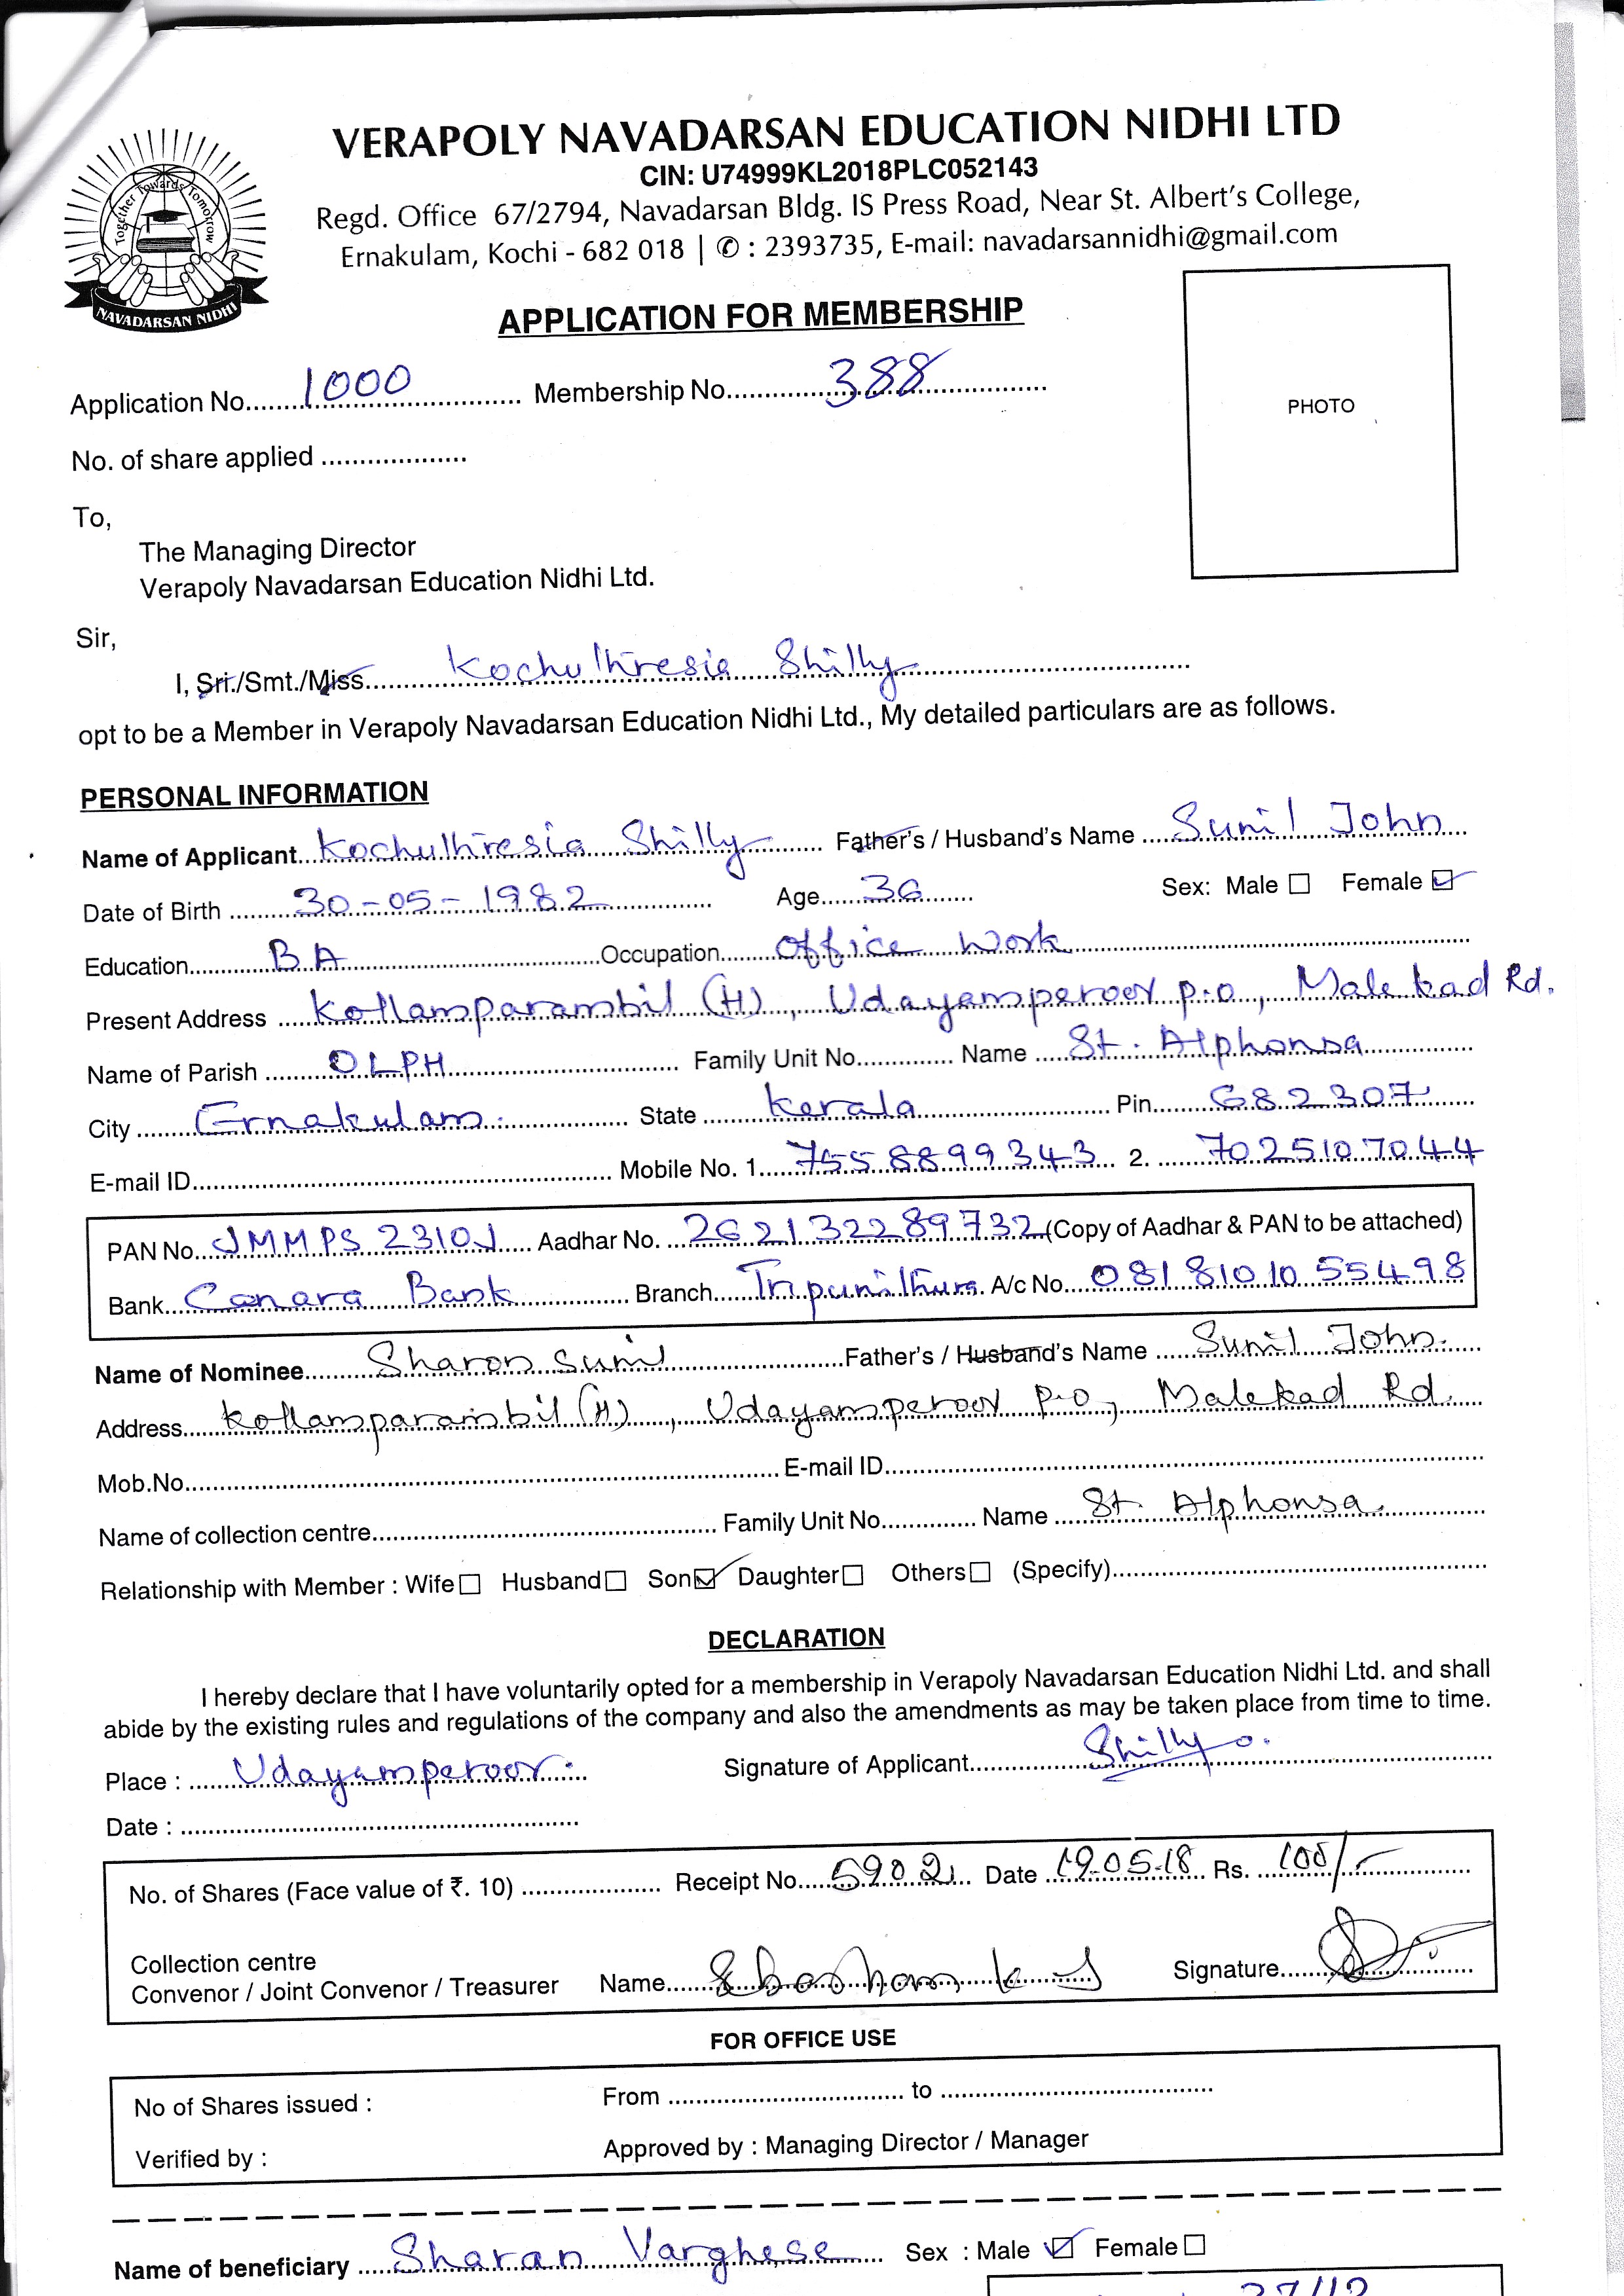 VERAPOLY NAVADARSAN EDUCATION NIDHI LTD
CIN: U74999KL2018PLC052143
Regd. Office 67/2794, Navadarsan Bldg. IS Press Road, Near St. Albert's College,
Ernakulam, Kochi - 682 018 | ✆ : 2393735, E-mail: navadarsannidhi@gmail.com
Together Towards Tomorrow
NAVADARSAN NIDHI
APPLICATION FOR MEMBERSHIP
PHOTO
Application No. 1000 Membership No. 388
No. of share applied
To,
The Managing Director
Verapoly Navadarsan Education Nidhi Ltd.
Sir,
I, Sri./Smt./Miss. Kochulhresia Shilly
opt to be a Member in Verapoly Navadarsan Education Nidhi Ltd., My detailed particulars are as follows.
PERSONAL INFORMATION
Name of Applicant Kochulhiresia Shilly Father's / Husband's Name Sunil John
Date of Birth 30-05-1982 Age 36 Sex: Male ☐ Female ☑
Education BA Occupation Office Work
Present Address Kollamparambil (H), Udayamperoor P.O, Malekad Rd.
Name of Parish OLPH Family Unit No. Name St. Alphonsa
City Ernakulam. State Kerala Pin 682307
E-mail ID Mobile No. 1. 7558899343 2. 7025107044
PAN No. JMMPS2310J Aadhar No. 262132289732 (Copy of Aadhar & PAN to be attached)
Bank Canara Bank Branch Tripunilhura A/c No. 0818101055498
Name of Nominee Sharon Sunil Father's / Husband's Name Sunil John.
Address Kollamparambil (H), Udayamperoor P.O, Malekad Rd.
Mob.No. E-mail ID
Name of collection centre Family Unit No. Name St. Alphonsa.
Relationship with Member : Wife ☐ Husband ☐ Son ☑ Daughter ☐ Others ☐ (Specify)
DECLARATION
I hereby declare that I have voluntarily opted for a membership in Verapoly Navadarsan Education Nidhi Ltd. and shall
abide by the existing rules and regulations of the company and also the amendments as may be taken place from time to time.
Place : Udayamperoor. Signature of Applicant Shilly
Date :
No. of Shares (Face value of ₹. 10) Receipt No. 5902 Date 19.05.18 Rs. 100/-
Collection centre
Convenor / Joint Convenor / Treasurer Name Signature
FOR OFFICE USE
No of Shares issued : From to
Verified by : Approved by : Managing Director / Manager
Name of beneficiary Sharan Varghese Sex : Male ☑ Female ☐